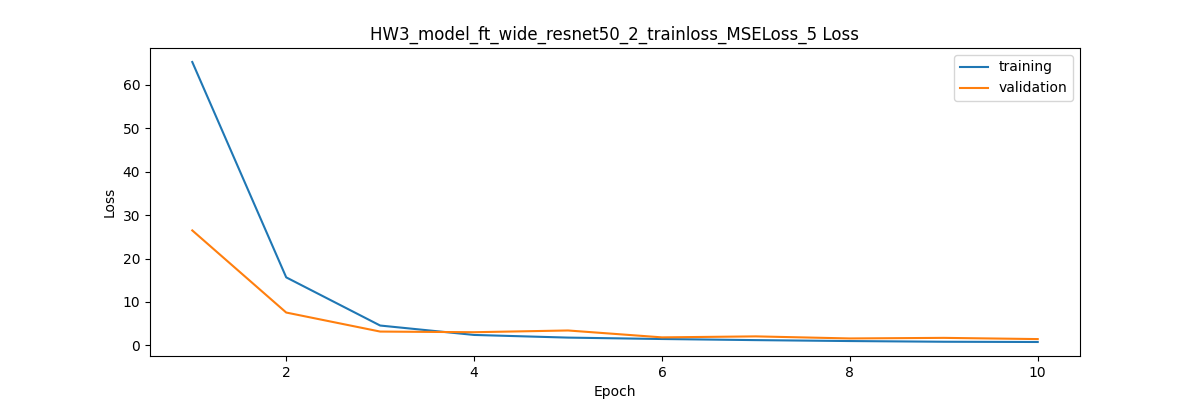 HW3_model_ft_wide_resnet50_2_trainloss_MSELoss_5 Loss
training
validation
60
50
40
30
20
10
0
Loss
2
4
6
8
10
Epoch